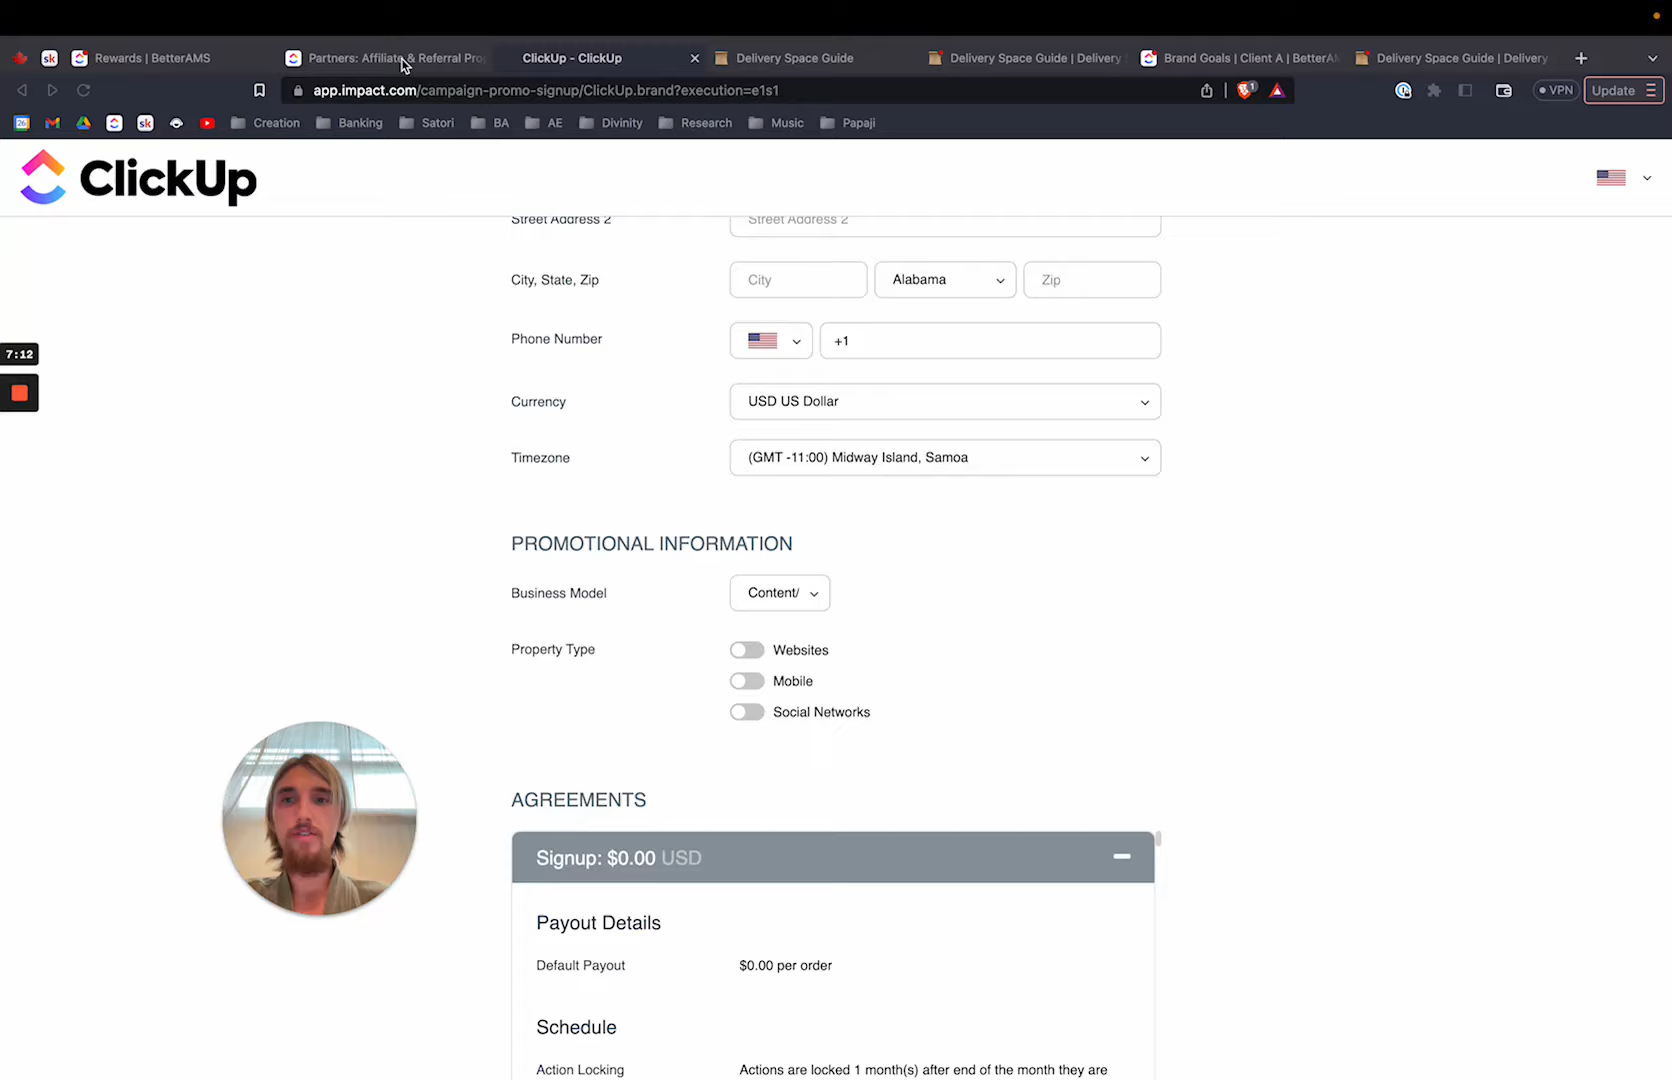 Rewards | BetterAMS
Partners: Affiliate & Referral Pro
ClickUp - ClickUp
Delivery Space Guide
Delivery Space Guide | Delivery
Brand Goals | Client A | BetterAM
Delivery Space Guide | Delivery
app.impact.com/campaign-promo-signup/ClickUp.brand?execution=e1s1
1
VPN
Update
26
sk
sk
Creation
Banking
Satori
BA
AE
Divinity
Research
Music
Papaji
ClickUp
Street Address 2
Street Address 2
City, State, Zip
City
Alabama
Zip
7:12
Phone Number
+1
Currency
USD US Dollar
Timezone
(GMT -11:00) Midway Island, Samoa
PROMOTIONAL INFORMATION
Business Model
Content/
Property Type
Websites
Mobile
Social Networks
AGREEMENTS
Signup: $0.00 USD
Payout Details
Default Payout
$0.00 per order
Schedule
Action Locking
Actions are locked 1 month(s) after end of the month they are